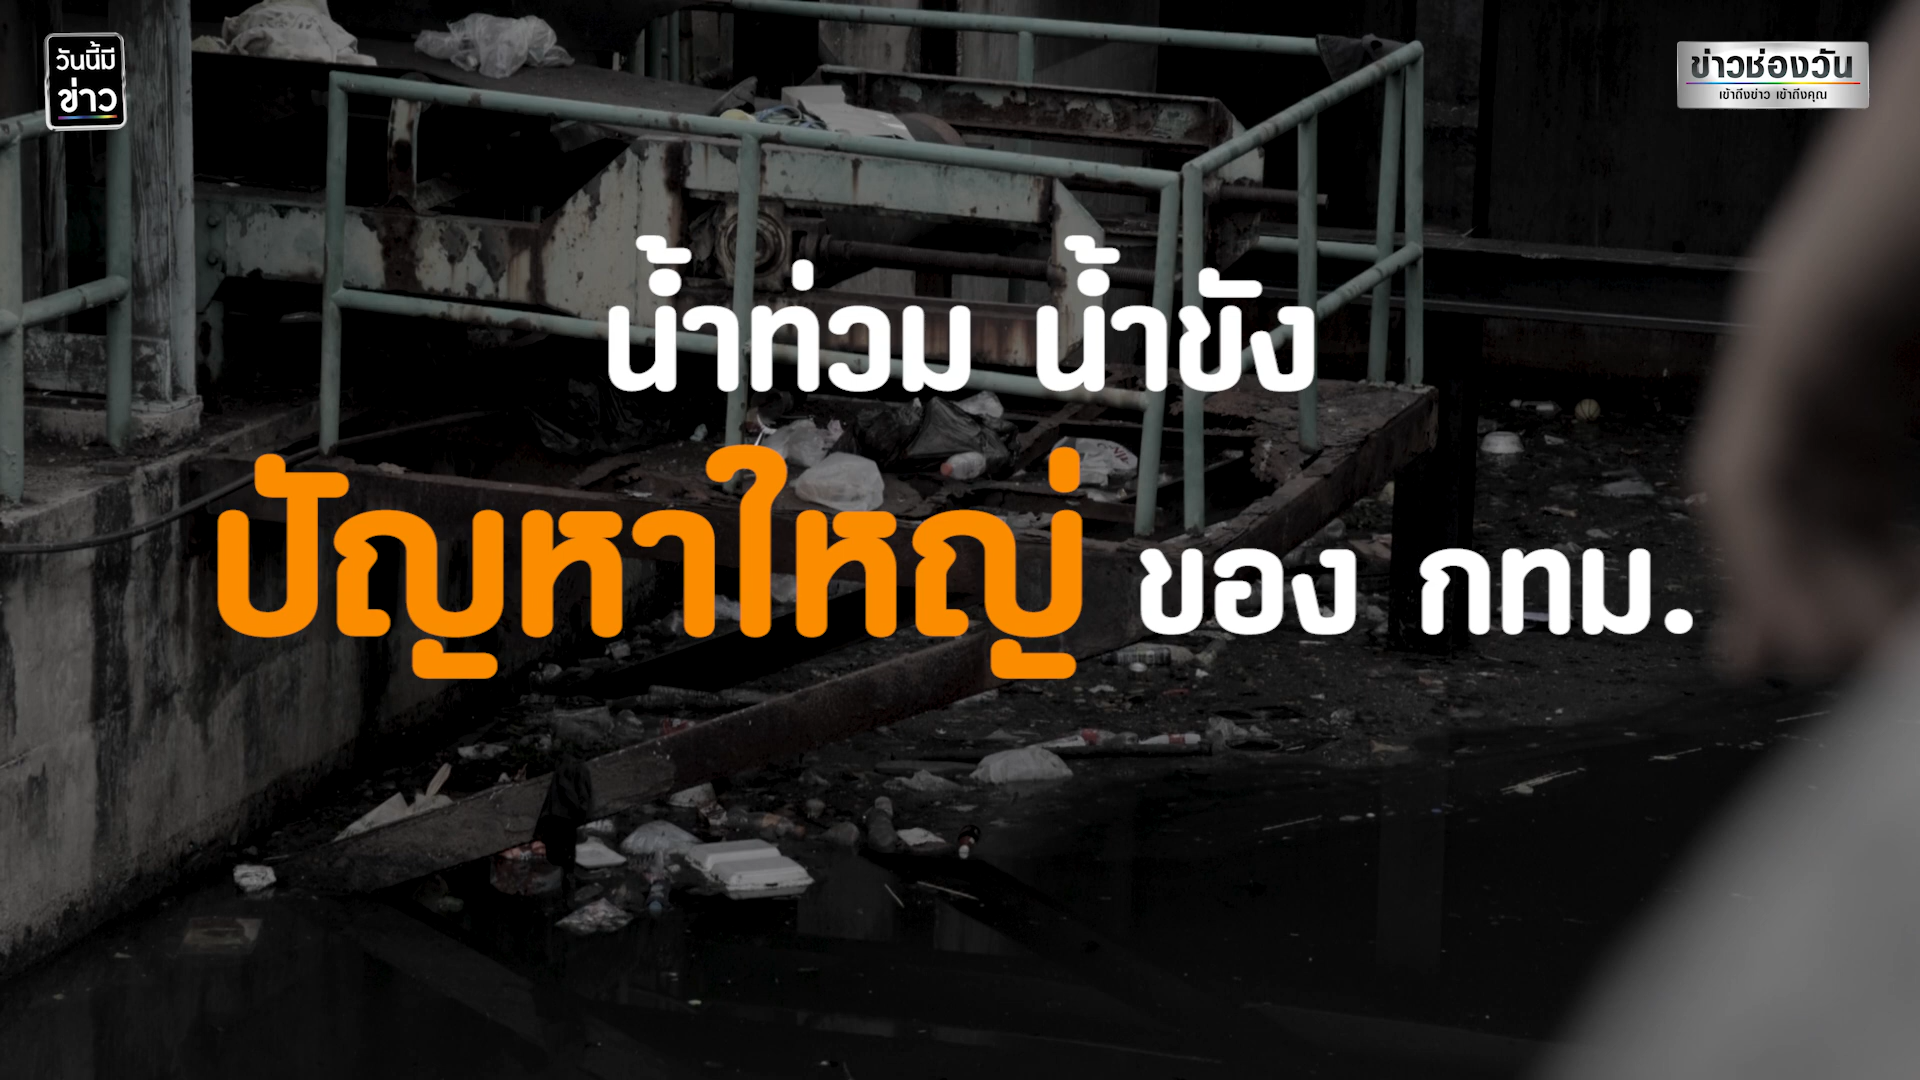 วันนี้มี
ข่าว
ข่าวช่องวัน
เข้าถึงข่าว เข้าถึงคุณ
น้ำท่วม น้ำขัง
ปัญหาใหญ่ ของ กทม.